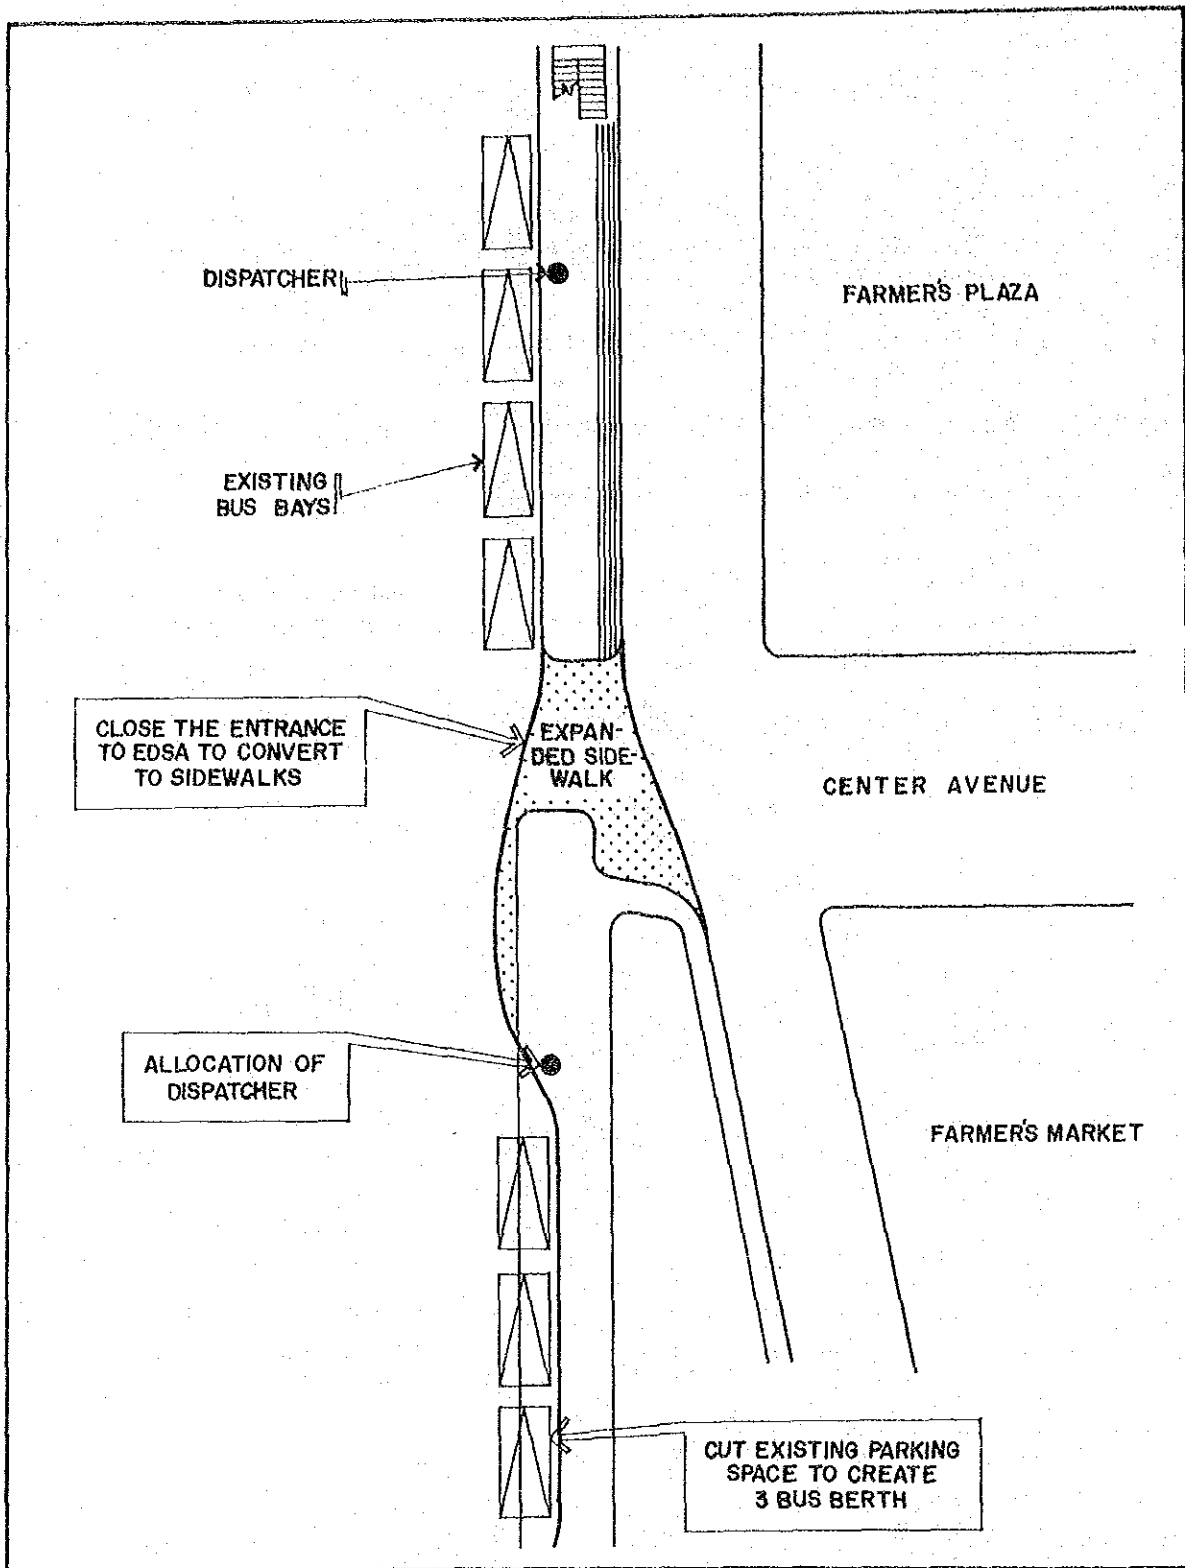 DISPATCHER
FARMER'S PLAZA
EXISTING
BUS BAYS
CLOSE THE ENTRANCE
TO EDSA TO CONVERT
TO SIDEWALKS
EXPAN-
DED SIDE-
WALK
CENTER AVENUE
ALLOCATION OF
DISPATCHER
FARMER'S MARKET
CUT EXISTING PARKING
SPACE TO CREATE
3 BUS BERTH